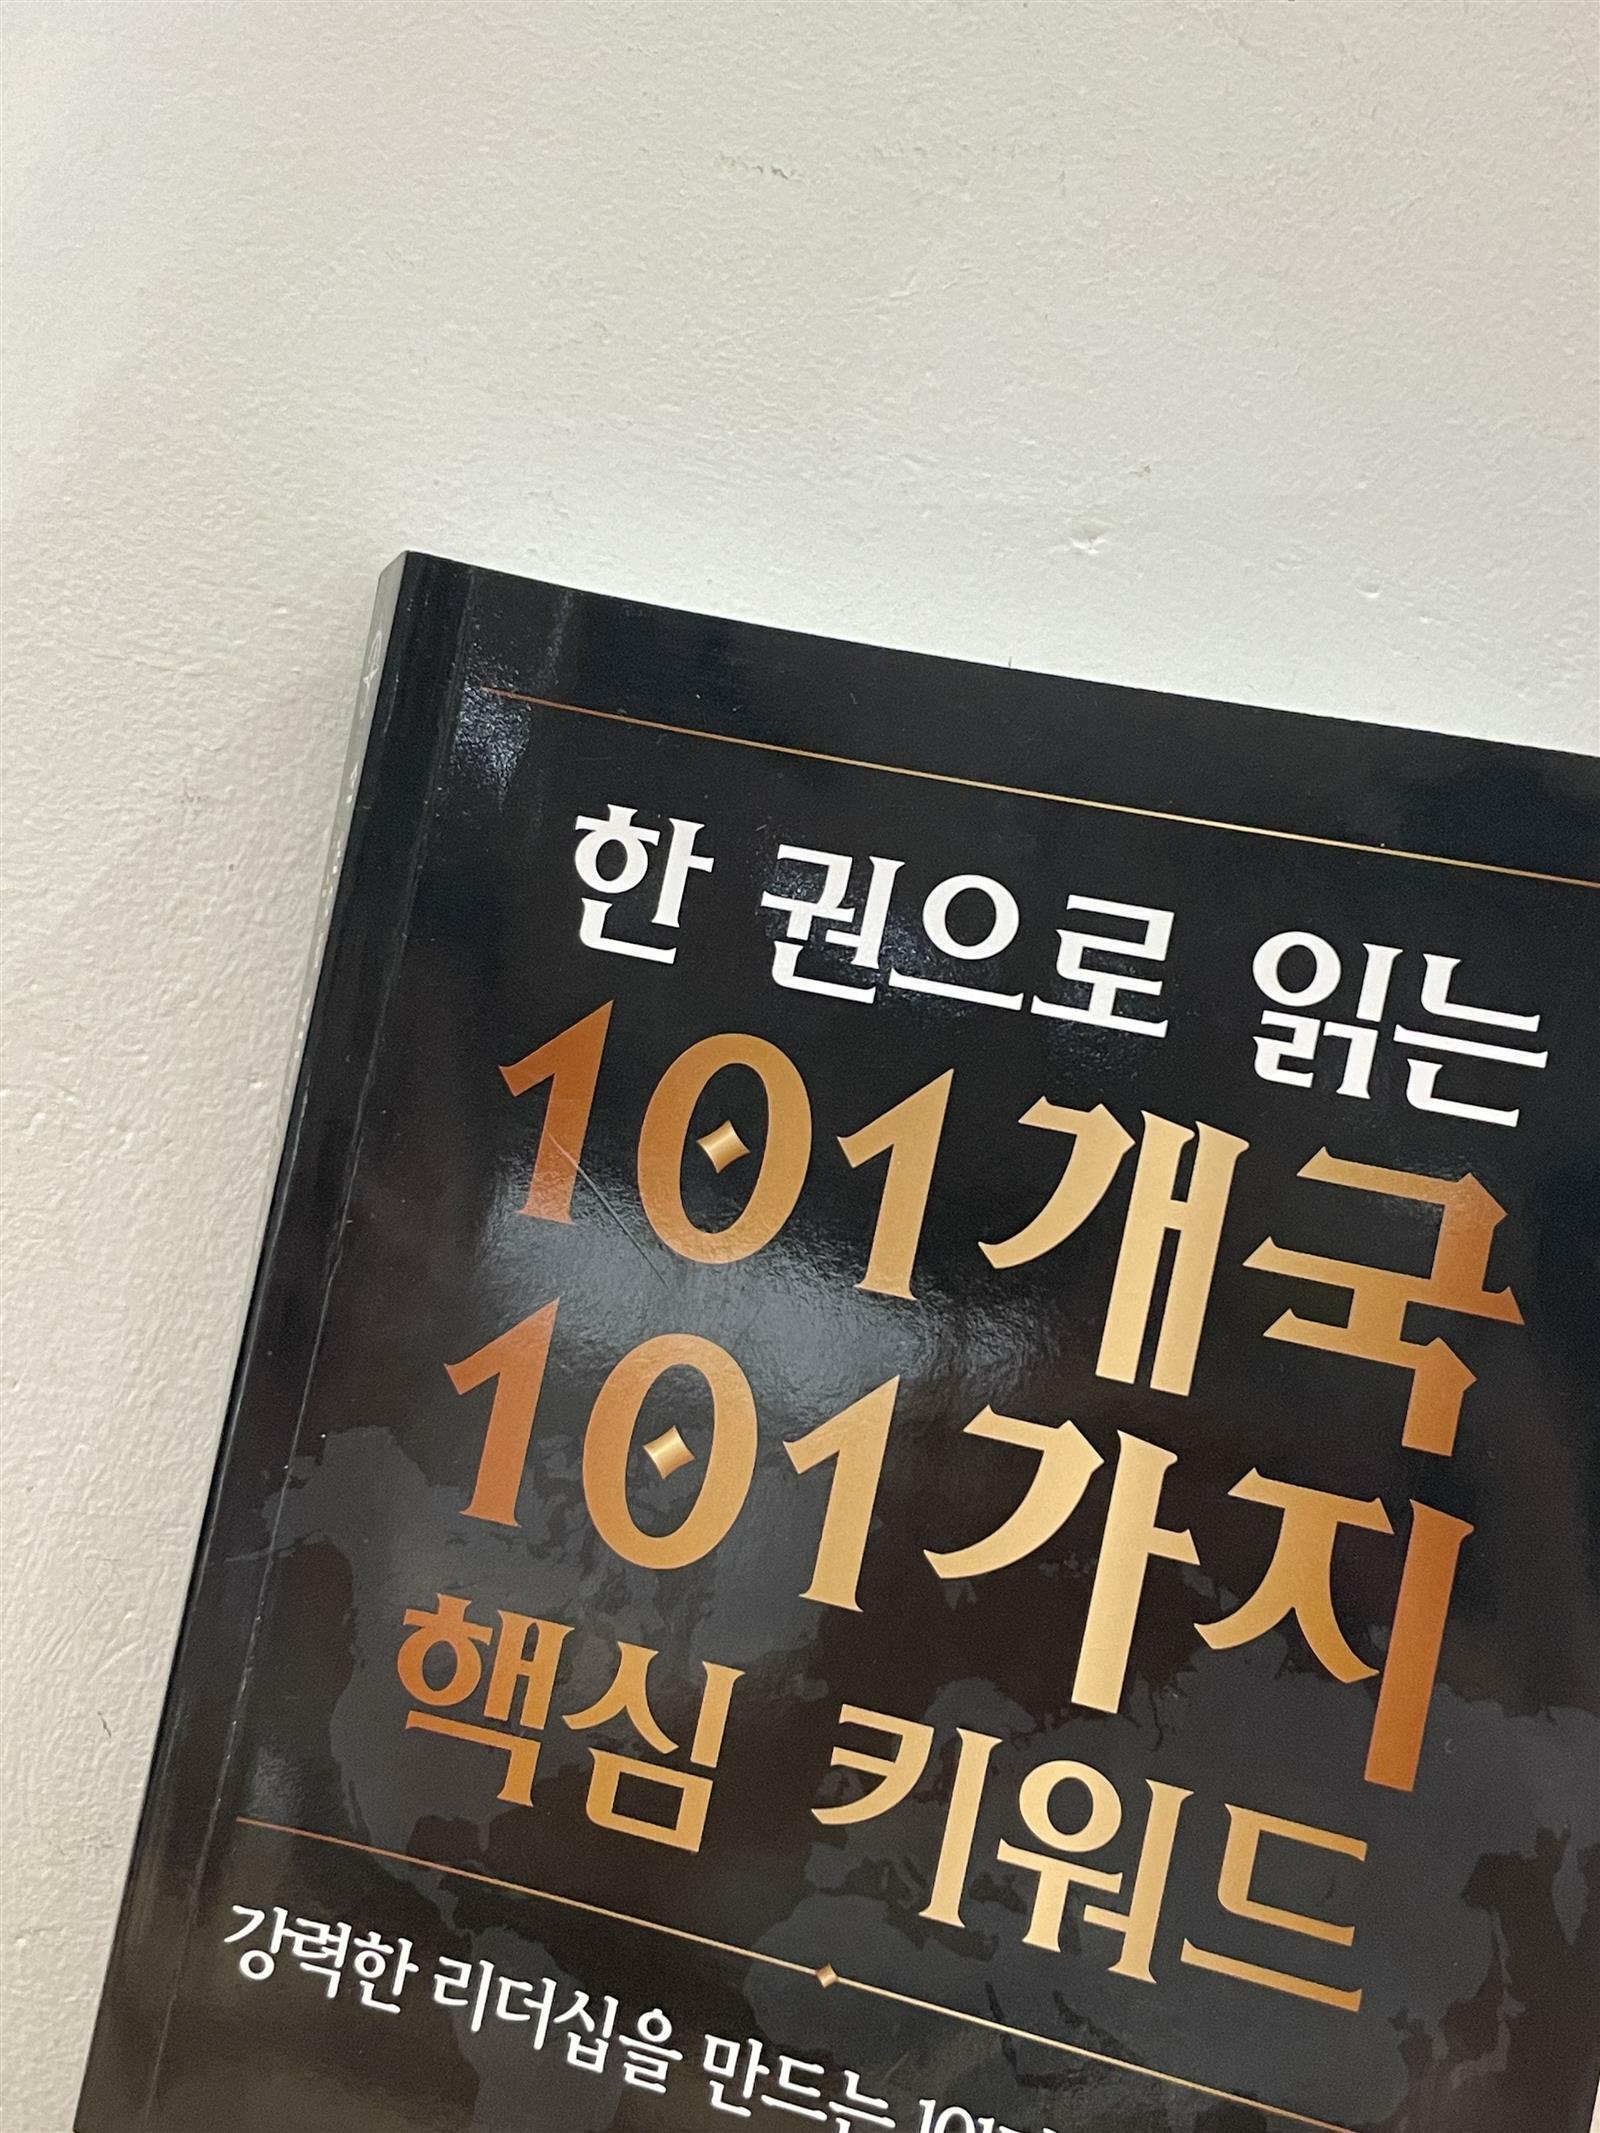 한 권으로 읽는
101개국
101가지
핵심 키워드
강력한 리더십을 만드는